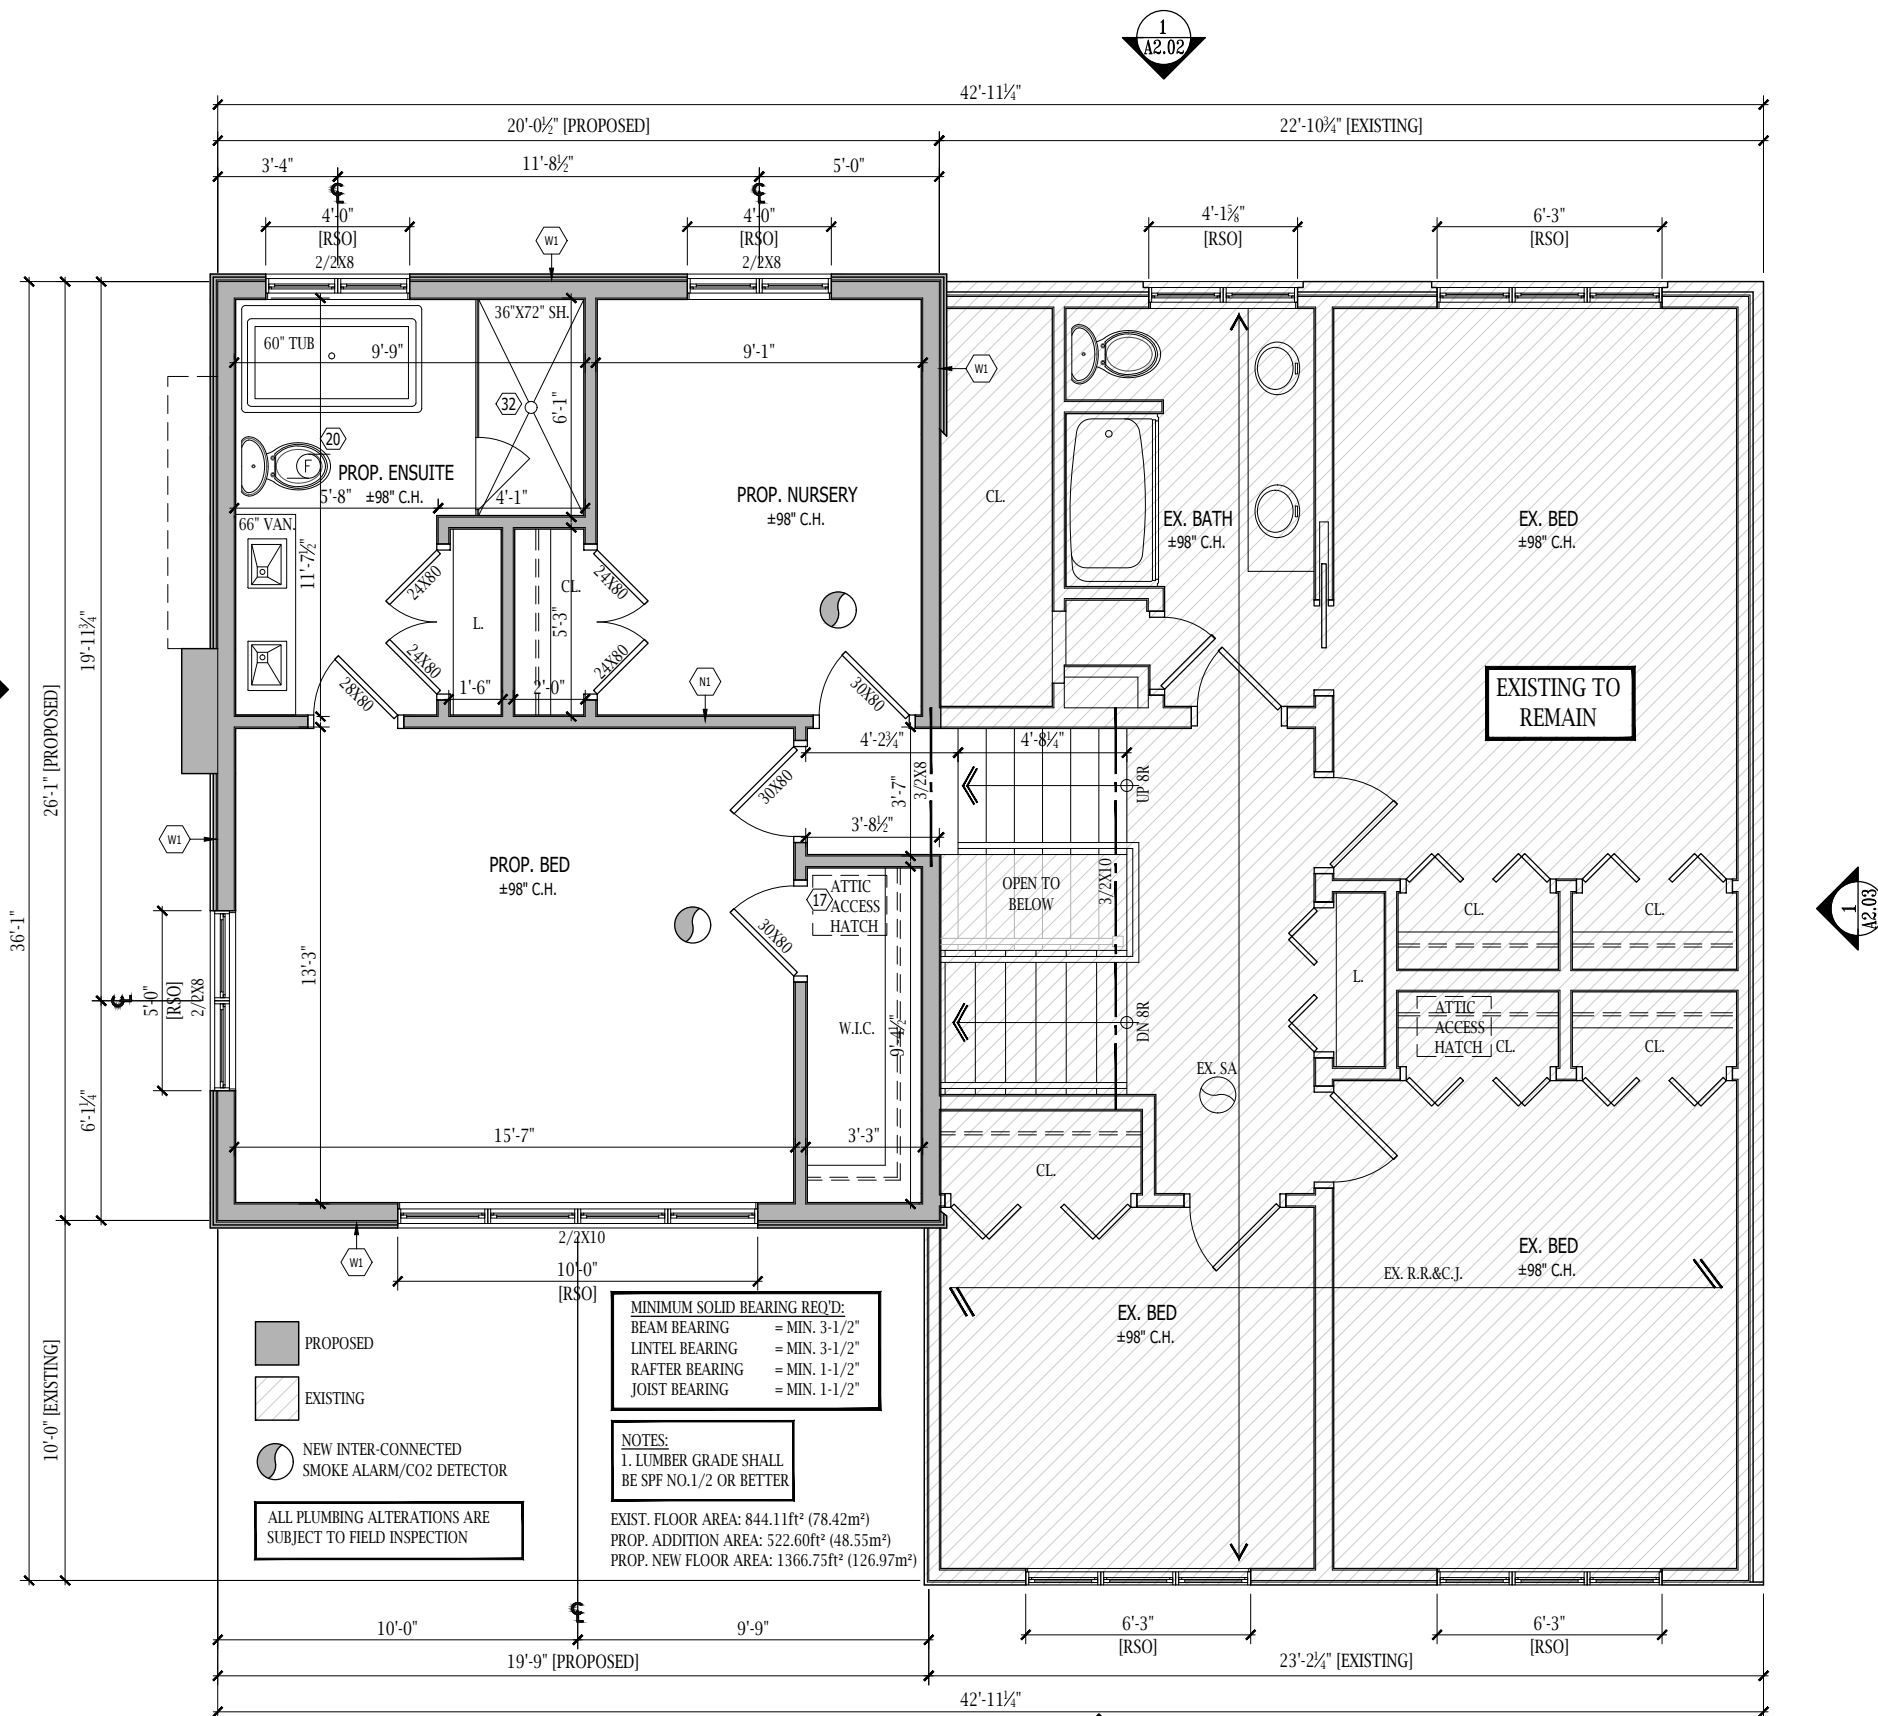 1
A2.02
42'-11¼"
20'-0½" [PROPOSED]
22'-10¾" [EXISTING]
3'-4"
11'-8½"
5'-0"
4'-0"
[RSO]
2/2X8
4'-0"
[RSO]
2/2X8
4'-1⅝"
[RSO]
6'-3"
[RSO]
W1
36"X72" SH.
60" TUB
9'-9"
9'-1"
W1
32
6'-1"
20
F
PROP. ENSUITE
±98" C.H.
5'-8"
4'-1"
PROP. NURSERY
±98" C.H.
CL.
EX. BATH
±98" C.H.
EX. BED
±98" C.H.
66" VAN.
11'-7½"
24X80
24X80
CL.
24X80
24X80
L.
5'-3"
1'-6"
2'-0"
28X80
N1
30X80
EXISTING TO
REMAIN
19'-11¾"
26'-1" [PROPOSED]
36'-1"
W1
4'-2¾"
4'-8¼"
30X80
3'-7"
3/2X8
UP 8R
3'-8½"
PROP. BED
±98" C.H.
17
ATTIC
ACCESS
HATCH
30X80
OPEN TO
BELOW
3/2X10
CL.
CL.
1
A2.03
13'-3"
5'-0"
[RSO]
2/2X8
W.I.C.
9'-4½"
DN 8R
L.
ATTIC
ACCESS
HATCH
CL.
CL.
EX. SA
6'-1¼"
15'-7"
3'-3"
CL.
2/2X10
W1
10'-0"
[RSO]
EX. BED
±98" C.H.
EX. R.R.&C.J.
EX. BED
±98" C.H.
MINIMUM SOLID BEARING REQ'D:
BEAM BEARING = MIN. 3-1/2"
LINTEL BEARING = MIN. 3-1/2"
RAFTER BEARING = MIN. 1-1/2"
JOIST BEARING = MIN. 1-1/2"
PROPOSED
EXISTING
10'-0" [EXISTING]
NEW INTER-CONNECTED
SMOKE ALARM/CO2 DETECTOR
NOTES:
1. LUMBER GRADE SHALL
BE SPF NO.1/2 OR BETTER
ALL PLUMBING ALTERATIONS ARE
SUBJECT TO FIELD INSPECTION
EXIST. FLOOR AREA: 844.11ft² (78.42m²)
PROP. ADDITION AREA: 522.60ft² (48.55m²)
PROP. NEW FLOOR AREA: 1366.75ft² (126.97m²)
10'-0"
9'-9"
6'-3"
[RSO]
6'-3"
[RSO]
19'-9" [PROPOSED]
23'-2¼" [EXISTING]
42'-11¼"